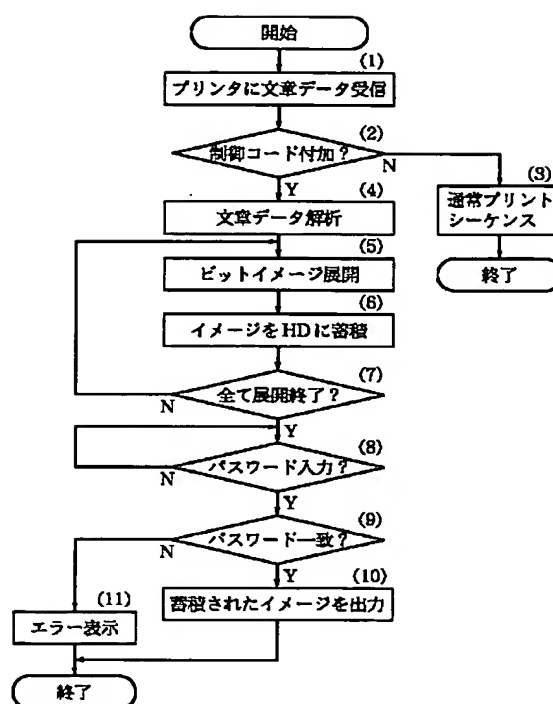 開始
(1)
プリンタに文章データ受信
(2)
制御コード付加？
N
Y
(3)
通常プリント
シーケンス
終了
(4)
文章データ解析
(5)
ビットイメージ展開
(6)
イメージをHDに蓄積
(7)
全て展開終了？
N
Y
(8)
パスワード入力？
N
Y
(9)
パスワード一致？
N
Y
(10)
蓄積されたイメージを出力
(11)
エラー表示
終了